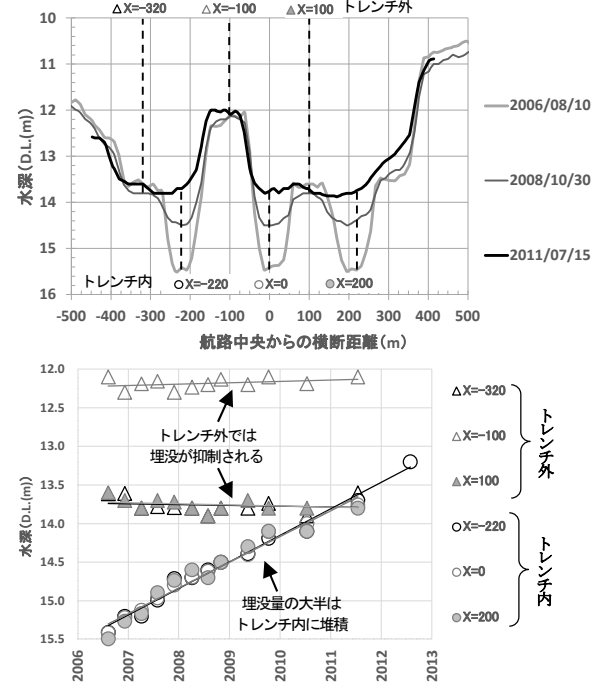 △X=-320 △X=-100 ▲X=100 トレンチ外
10
11
12
13
14
15
16
水深(D.L.(m))
トレンチ内 ○X=-220 ○X=0 ●X=200
-500 -400 -300 -200 -100 0 100 200 300 400 500
航路中央からの横断距離(m)
2006/08/10
2008/10/30
2011/07/15
12.0
12.5
13.0
13.5
14.0
14.5
15.0
15.5
水深(D.L.(m))
トレンチ外では
埋没が抑制される
埋没量の大半は
トレンチ内に堆積
2006 2007 2008 2009 2010 2011 2012 2013
△X=-320
△X=-100
▲X=100
トレンチ外
○X=-220
○X=0
●X=200
トレンチ内